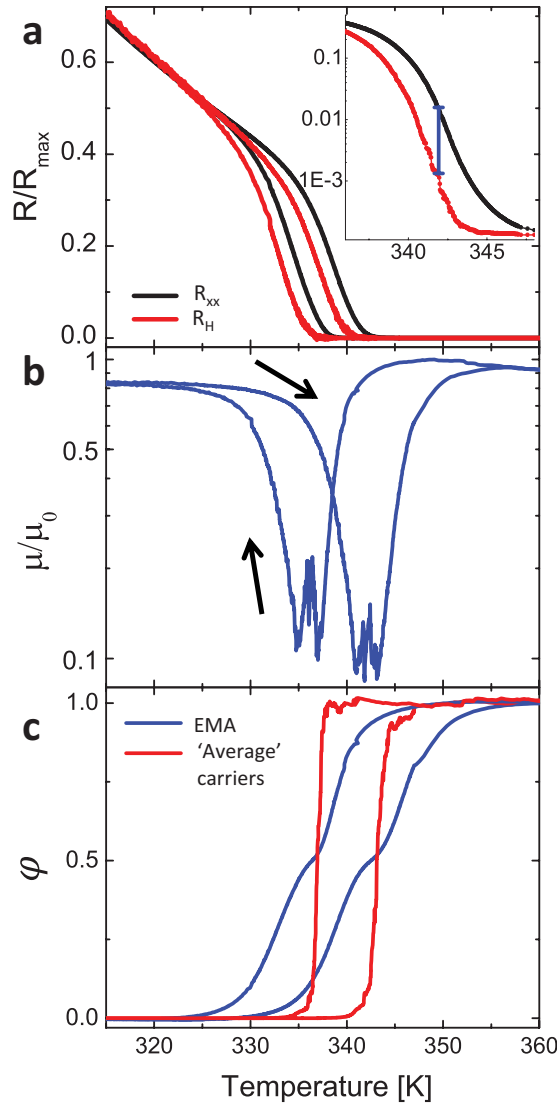 a
R/R_max
0.6
0.4
0.2
0.0
R_xx
R_H
0.1
0.01
1E-3
340 345
b
μ/μ_0
1
0.5
0.1
c
φ
1.0
0.5
0.0
EMA
'Average'
carriers
320 330 340 350 360
Temperature [K]